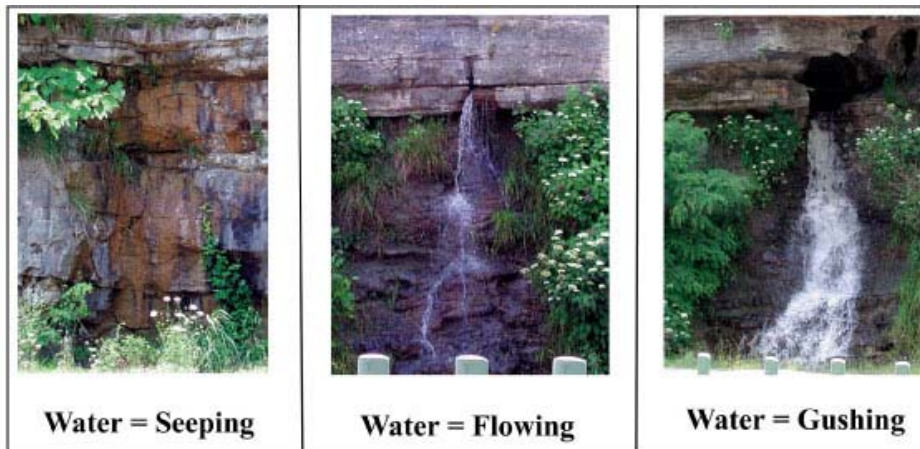 Water = Seeping
Water = Flowing
Water = Gushing